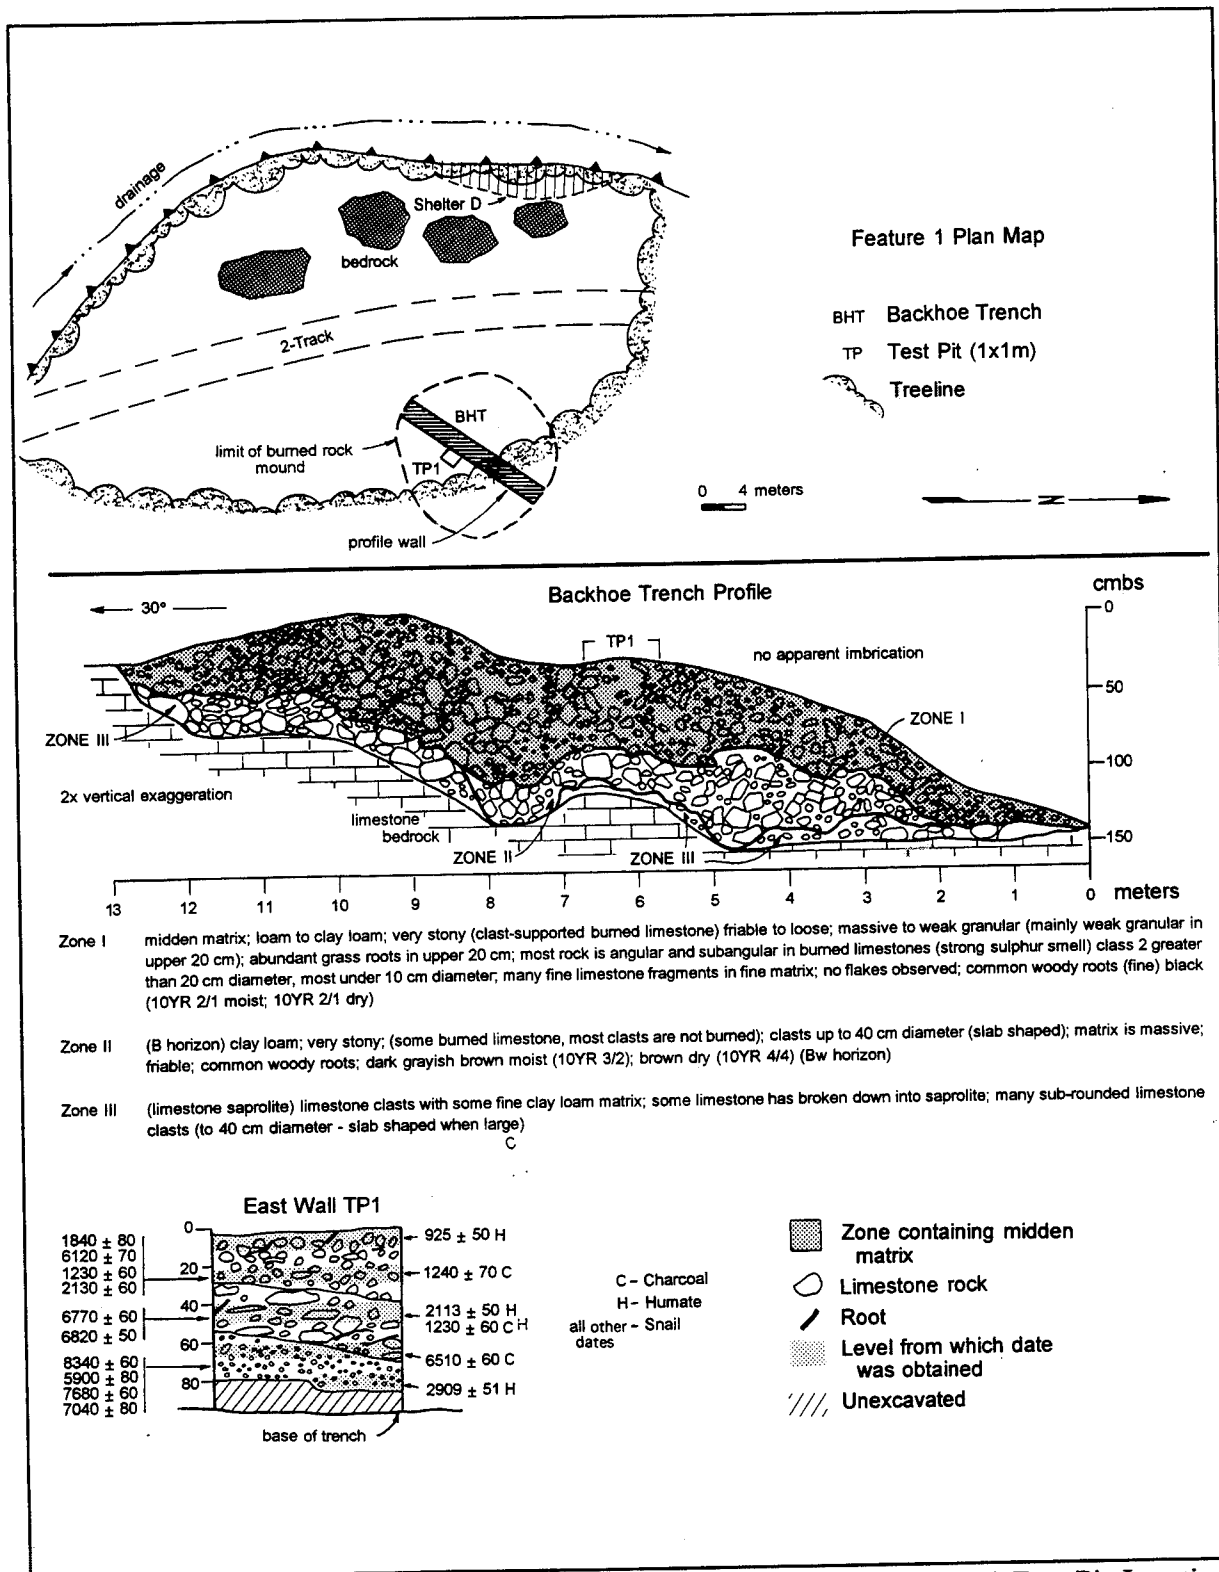 drainage
Shelter D
bedrock
2-Track
BHT
limit of burned rock
mound
TP1
profile wall
Feature 1 Plan Map
BHT Backhoe Trench
TP Test Pit (1x1m)
Treeline
0 4 meters
N
Backhoe Trench Profile
cmbs
30°
0
TP1
no apparent imbrication
50
ZONE I
ZONE III
100
2x vertical exaggeration
limestone
bedrock
ZONE II
ZONE III
150
13 12 11 10 9 8 7 6 5 4 3 2 1 0 meters
Zone I midden matrix; loam to clay loam; very stony (clast-supported burned limestone) friable to loose; massive to weak granular (mainly weak granular in
upper 20 cm); abundant grass roots in upper 20 cm; most rock is angular and subangular in burned limestones (strong sulphur smell) class 2 greater
than 20 cm diameter, most under 10 cm diameter; many fine limestone fragments in fine matrix; no flakes observed; common woody roots (fine) black
(10YR 2/1 moist; 10YR 2/1 dry)
Zone II (B horizon) clay loam; very stony; (some burned limestone, most clasts are not burned); clasts up to 40 cm diameter (slab shaped); matrix is massive;
friable; common woody roots; dark grayish brown moist (10YR 3/2); brown dry (10YR 4/4) (Bw horizon)
Zone III (limestone saprolite) limestone clasts with some fine clay loam matrix; some limestone has broken down into saprolite; many sub-rounded limestone
clasts (to 40 cm diameter - slab shaped when large)
C
East Wall TP1
1840 ± 80
6120 ± 70
1230 ± 60
2130 ± 60
6770 ± 60
6820 ± 50
8340 ± 60
5900 ± 80
7680 ± 60
7040 ± 80
0
20
40
60
80
925 ± 50 H
1240 ± 70 C
2113 ± 50 H
1230 ± 60 C H
6510 ± 60 C
2909 ± 51 H
base of trench
C – Charcoal
H – Humate
all other – Snail
dates
Zone containing midden
matrix
Limestone rock
Root
Level from which date
was obtained
Unexcavated